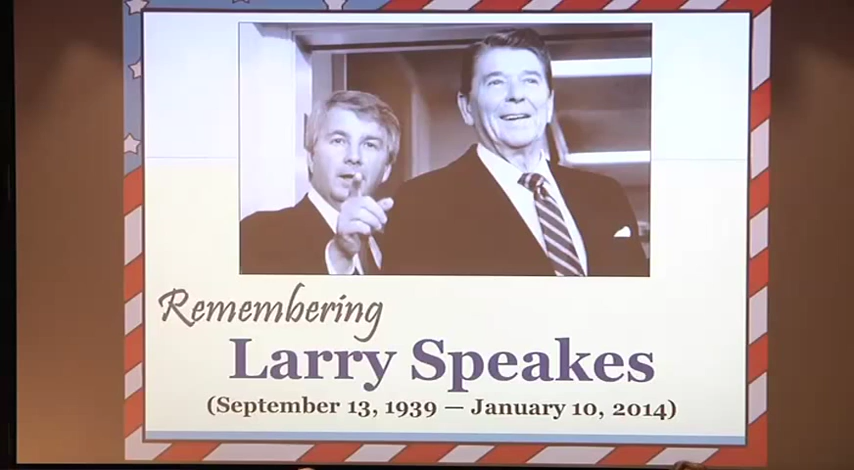 Remembering
Larry Speakes
(September 13, 1939 — January 10, 2014)